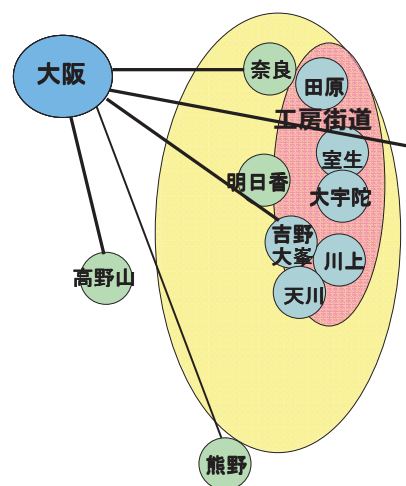 大阪
奈良
田原
工房街道
室生
明日香
大宇陀
吉野
大峯
川上
高野山
天川
熊野